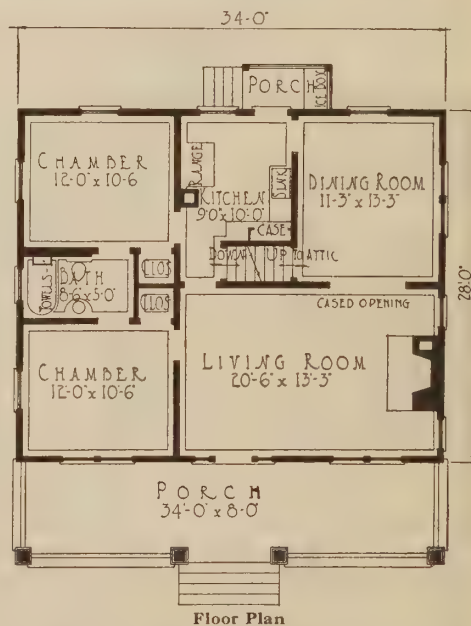 34'-0"
PORCH
ICE BOX
CHAMBER
12'-0" x 10'-6
RANGE
KITCHEN
9'-0" x 10'-0"
SINK
DINING ROOM
11'-3" x 13'-3"
CASE
DOWN
UP TO ATTIC
CLOS
BATH
8'-6" x 5'-0"
TOWELS
CLOS
CASED OPENING
28'-0"
CHAMBER
12'-0" x 10'-6"
LIVING ROOM
20'-6" x 13'-3"
PORCH
34'-0" x 8'-0"
Floor Plan